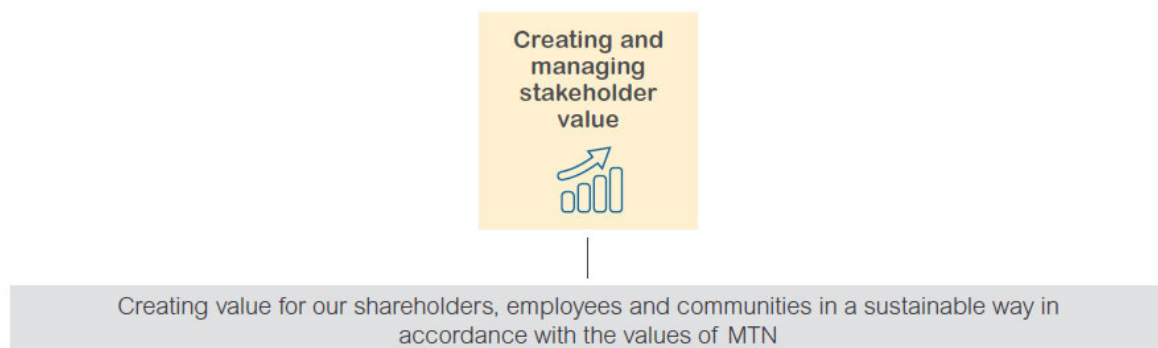 Creating and
managing
stakeholder
value
Creating value for our shareholders, employees and communities in a sustainable way in
accordance with the values of MTN